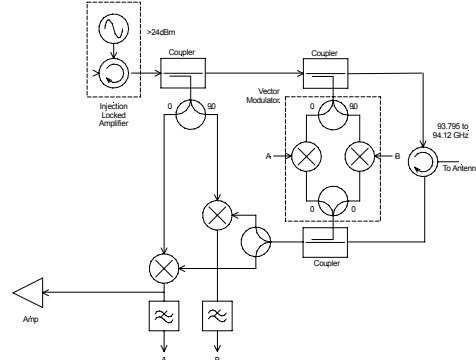 >24dBm
Coupler
Coupler
Injection
Locked
Amplifier
0
90
Vector
Modulator.
0
90
93.795 to
94.12 GHz
A
B
To Antenn
0
0
Coupler
Amp
A
B